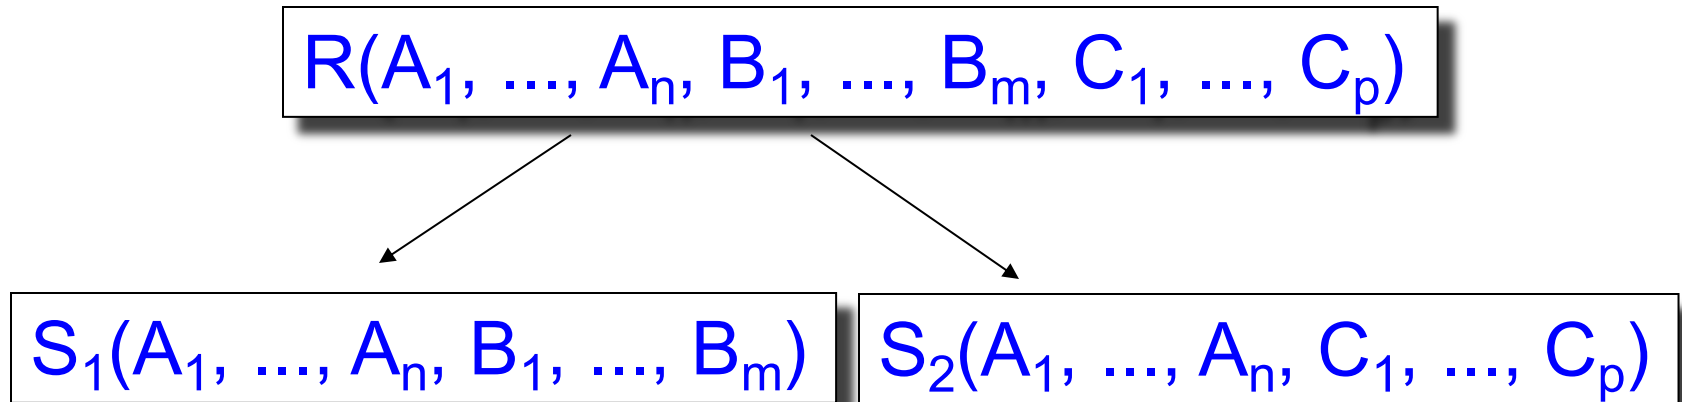 R(A₁, ..., Aₙ, B₁, ..., Bₘ, C₁, ..., Cₚ)
S₁(A₁, ..., Aₙ, B₁, ..., Bₘ)
S₂(A₁, ..., Aₙ, C₁, ..., Cₚ)